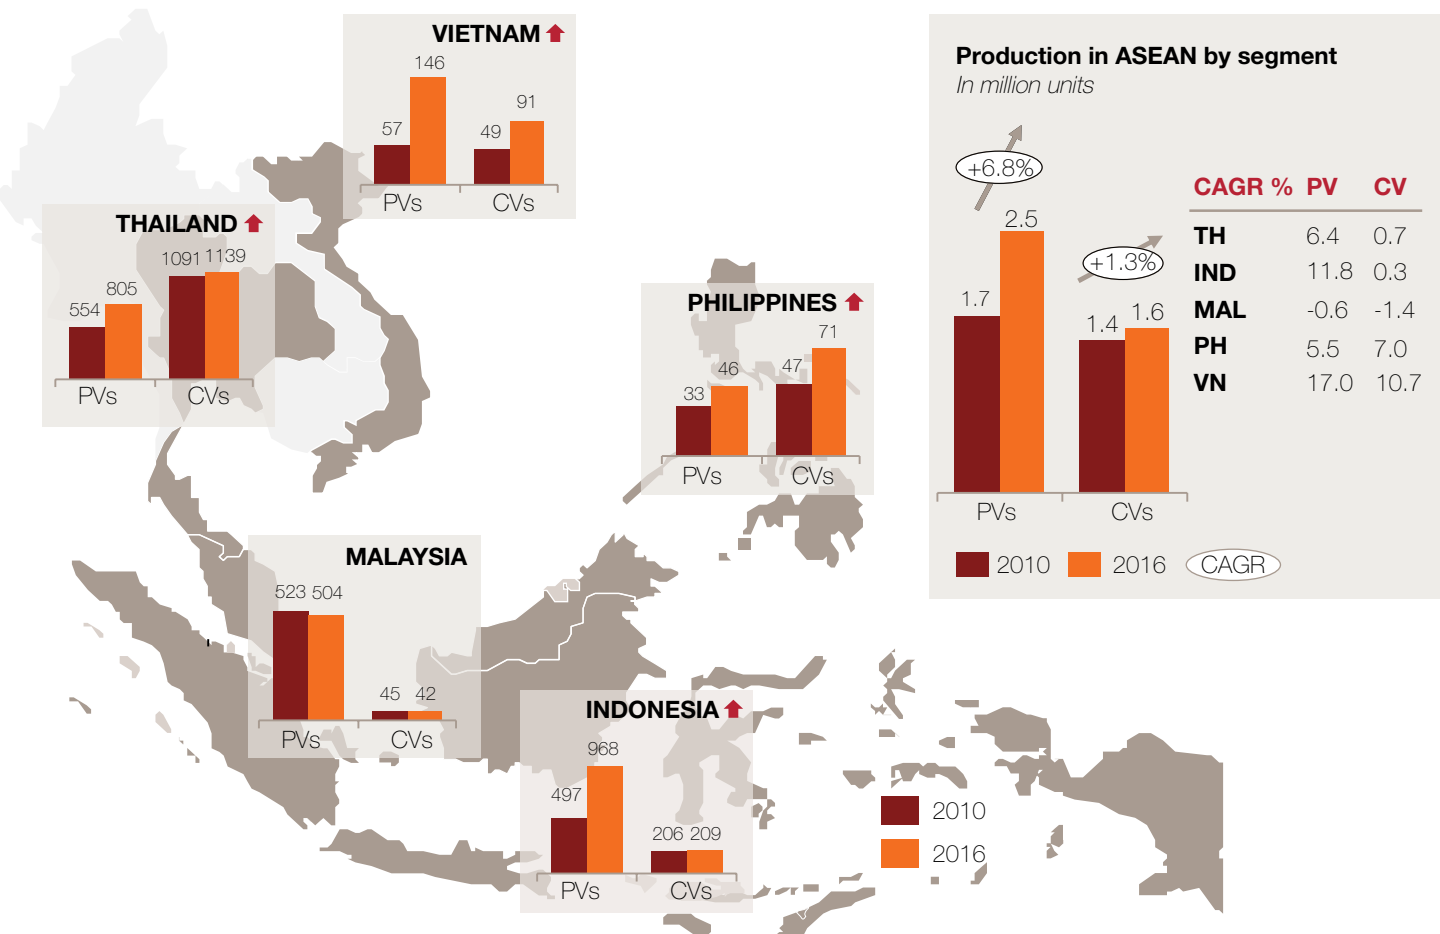 VIETNAM
146
57
49
91
PVs CVs
THAILAND
554
805
1091 1139
PVs CVs
PHILIPPINES
33
46
47
71
PVs CVs
MALAYSIA
523 504
45 42
PVs CVs
INDONESIA
497
968
206 209
PVs CVs
2010
2016
Production in ASEAN by segment
In million units
+6.8%
1.7
2.5
+1.3%
1.4 1.6
PVs CVs
2010 2016 CAGR
CAGR % PV CV
TH 6.4 0.7
IND 11.8 0.3
MAL -0.6 -1.4
PH 5.5 7.0
VN 17.0 10.7